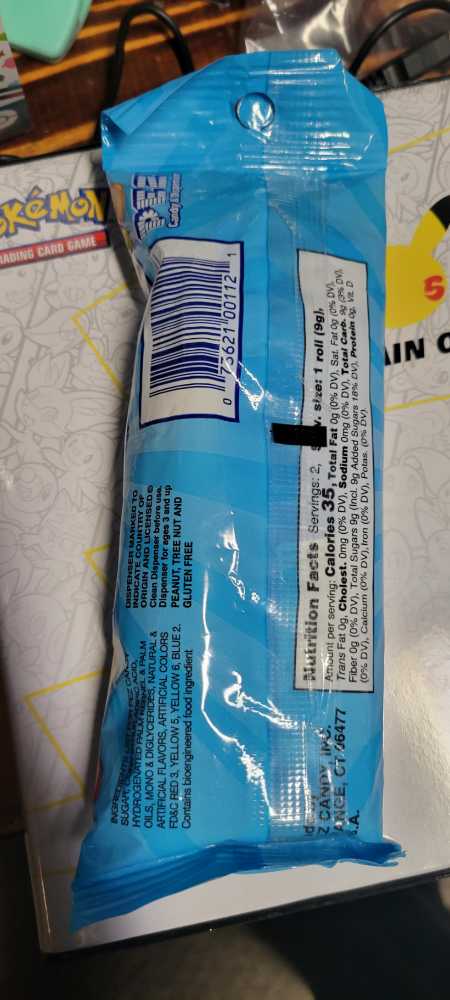 POKÉMON
TRADING CARD GAME
PEZ
Candy & Dispenser
0 73621 00112 1
DISPENSER IS MARKED TO
INDICATE COUNTRY OF
ORIGIN AND LICENSED ©
Clean Dispenser before use.
Dispenser for ages 3 and up
PEANUT, TREE NUT AND
GLUTEN FREE
SUGAR,
HYDROGENATED PALM KERNEL & PALM
OILS, MONO & DIGLYCERIDES, NATURAL &
ARTIFICIAL FLAVORS, ARTIFICIAL COLORS
FD&C RED 3, YELLOW 5, YELLOW 6, BLUE 2.
Contains bioengineered food ingredient
Nutrition Facts Servings: 2, size: 1 roll (9g),
Amount per serving: Calories 35, Total Fat 0g (0% DV), Sat. Fat 0g (0% DV),
Trans Fat 0g, Cholest. 0mg (0% DV), Sodium 0mg (0% DV), Total Carb. 9g (3% DV),
Fiber 0g (0% DV), Total Sugars 9g (Incl. 9g Added Sugars 18% DV), Protein 0g, Vit. D
(0% DV), Calcium (0% DV), Iron (0% DV), Potas. (0% DV).
Z CANDY, INC.
ANGE, CT 06477
.A.
5
AIN